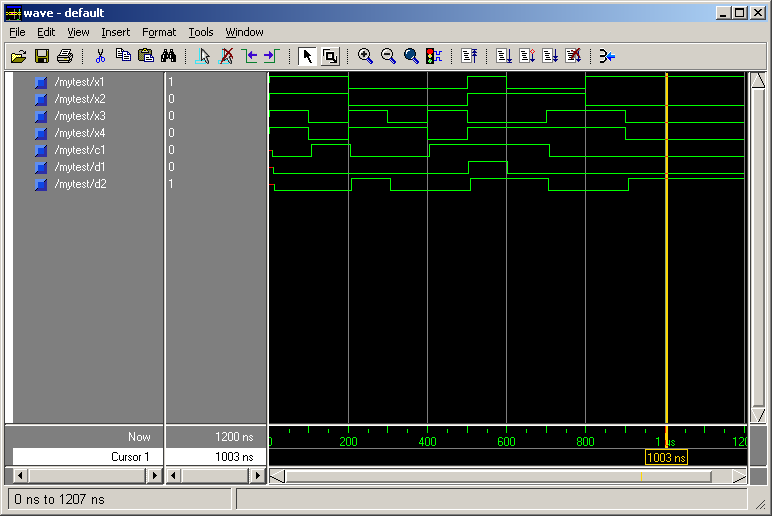 wave - default
File Edit View Insert Format Tools Window
/mytest/x1 1
/mytest/x2 0
/mytest/x3 0
/mytest/x4 0
/mytest/c1 0
/mytest/d1 0
/mytest/d2 1
Now 1200 ns 0 200 400 600 800 1 us 120
Cursor 1 1003 ns 1003 ns
0 ns to 1207 ns